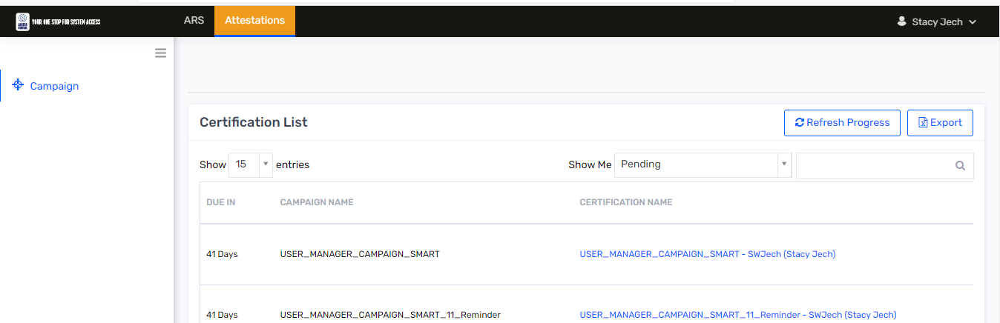 ACCESS CENTRAL YOUR ONE STOP FOR SYSTEM ACCESS ARS Attestations Stacy Jech
Campaign
Certification List Refresh Progress Export
Show 15 entries Show Me Pending
DUE IN CAMPAIGN NAME CERTIFICATION NAME
41 Days USER_MANAGER_CAMPAIGN_SMART USER_MANAGER_CAMPAIGN_SMART - SWJech (Stacy Jech)
41 Days USER_MANAGER_CAMPAIGN_SMART_11_Reminder USER_MANAGER_CAMPAIGN_SMART_11_Reminder - SWJech (Stacy Jech)